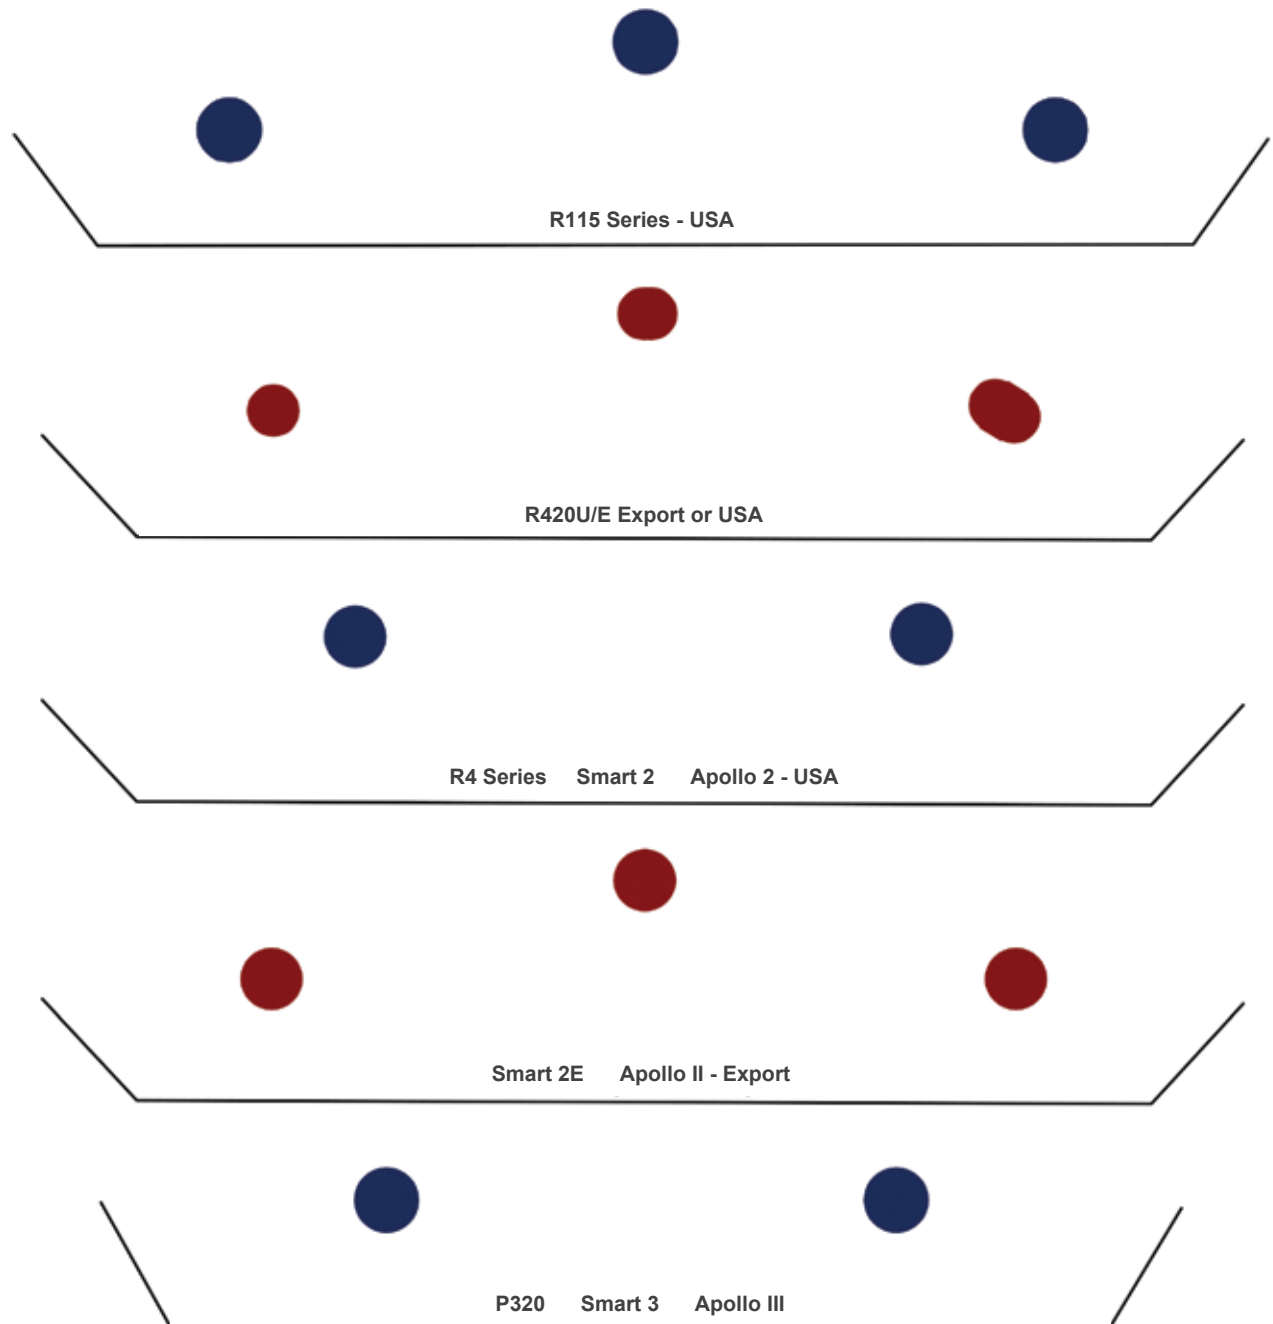 R115 Series - USA
R420U/E Export or USA
R4 Series Smart 2 Apollo 2 - USA
Smart 2E Apollo II - Export
P320 Smart 3 Apollo III